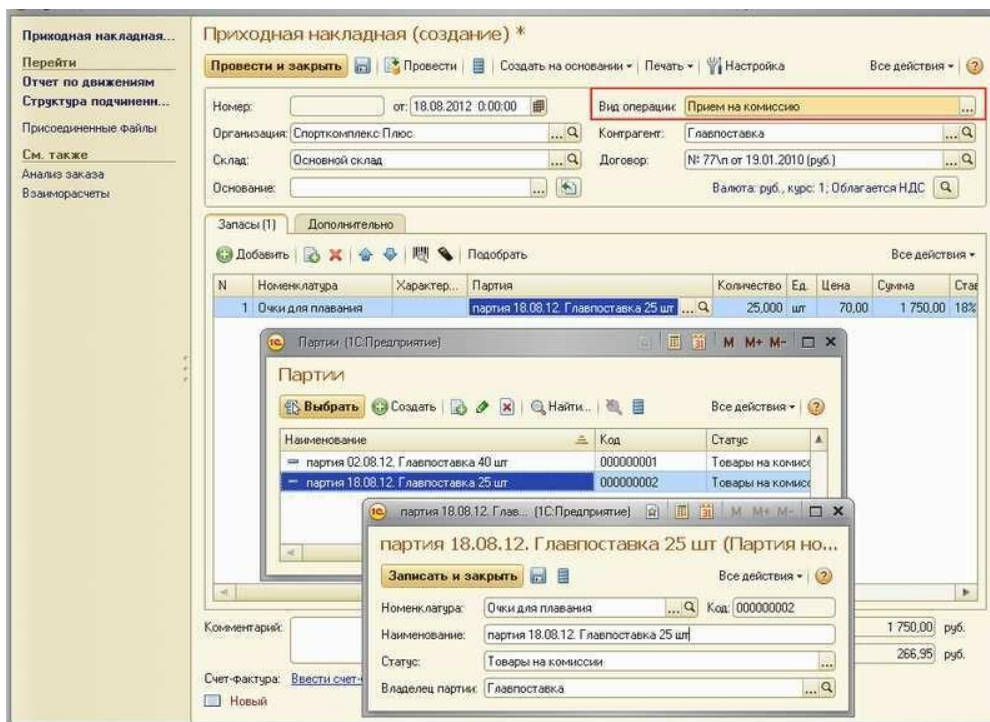 Приходная накладная...
Перейти
Отчет по движениям
Структура подчиненн...
Присоединенные файлы
См. также
Анализ заказа
Взаиморасчеты
Приходная накладная (создание) *
Провести и закрыть Провести Создать на основании Печать Настройка Все действия
Номер: от: 18.08.2012 0:00:00 Вид операции: Прием на комиссию ...
Организация: Спорткомплекс Плюс ... Контрагент: Главпоставка ...
Склад: Основной склад ... Договор: № 77\п от 19.01.2010 (руб.) ...
Основание: ... Валюта: руб., курс: 1; Облагается НДС
Запасы (1) Дополнительно
Добавить Подобрать Все действия
N Номенклатура Характер... Партия Количество Ед. Цена Сумма Став
1 Очки для плавания партия 18.08.12. Главпоставка 25 шт ... 25,000 шт 70,00 1 750,00 18%
Партии (1С:Предприятие) M M+ M-
Партии
Выбрать Создать Найти... Все действия
Наименование Код Статус
партия 02.08.12. Главпоставка 40 шт 000000001 Товары на комисс
партия 18.08.12. Главпоставка 25 шт 000000002 Товары на комисс
партия 18.08.12. Глав... (1С:Предприятие) M M+ M-
партия 18.08.12. Главпоставка 25 шт (Партия но...
Записать и закрыть Все действия
Номенклатура: Очки для плавания ... Код: 000000002
Наименование: партия 18.08.12. Главпоставка 25 шт
Статус: Товары на комиссии ...
Владелец партии: Главпоставка ...
Комментарий: 1 750,00 руб.
266,95 руб.
Счет-фактура: Ввести счет-
Новый